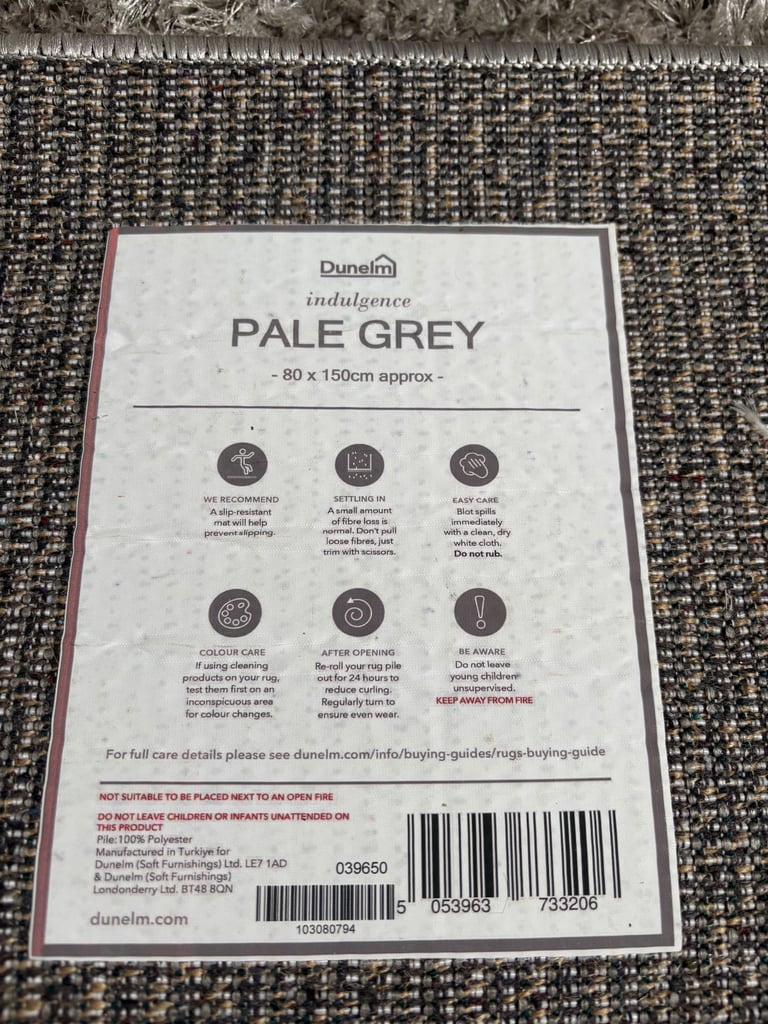 Dunelm
indulgence
PALE GREY
- 80 x 150cm approx -
WE RECOMMEND
A slip-resistant
mat will help
prevent slipping.
SETTLING IN
A small amount
of fibre loss is
normal. Don't pull
loose fibres, just
trim with scissors.
EASY CARE
Blot spills
immediately
with a clean, dry
white cloth.
Do not rub.
COLOUR CARE
If using cleaning
products on your rug,
test them first on an
inconspicuous area
for colour changes.
AFTER OPENING
Re-roll your rug pile
out for 24 hours to
reduce curling.
Regularly turn to
ensure even wear.
BE AWARE
Do not leave
young children
unsupervised.
KEEP AWAY FROM FIRE
For full care details please see dunelm.com/info/buying-guides/rugs-buying-guide
NOT SUITABLE TO BE PLACED NEXT TO AN OPEN FIRE
DO NOT LEAVE CHILDREN OR INFANTS UNATTENDED ON
THIS PRODUCT
Pile:100% Polyester
Manufactured in Turkiye for
Dunelm (Soft Furnishings) Ltd. LE7 1AD
& Dunelm (Soft Furnishings)
Londonderry Ltd. BT48 8QN
dunelm.com
039650
103080794
5 053963 733206